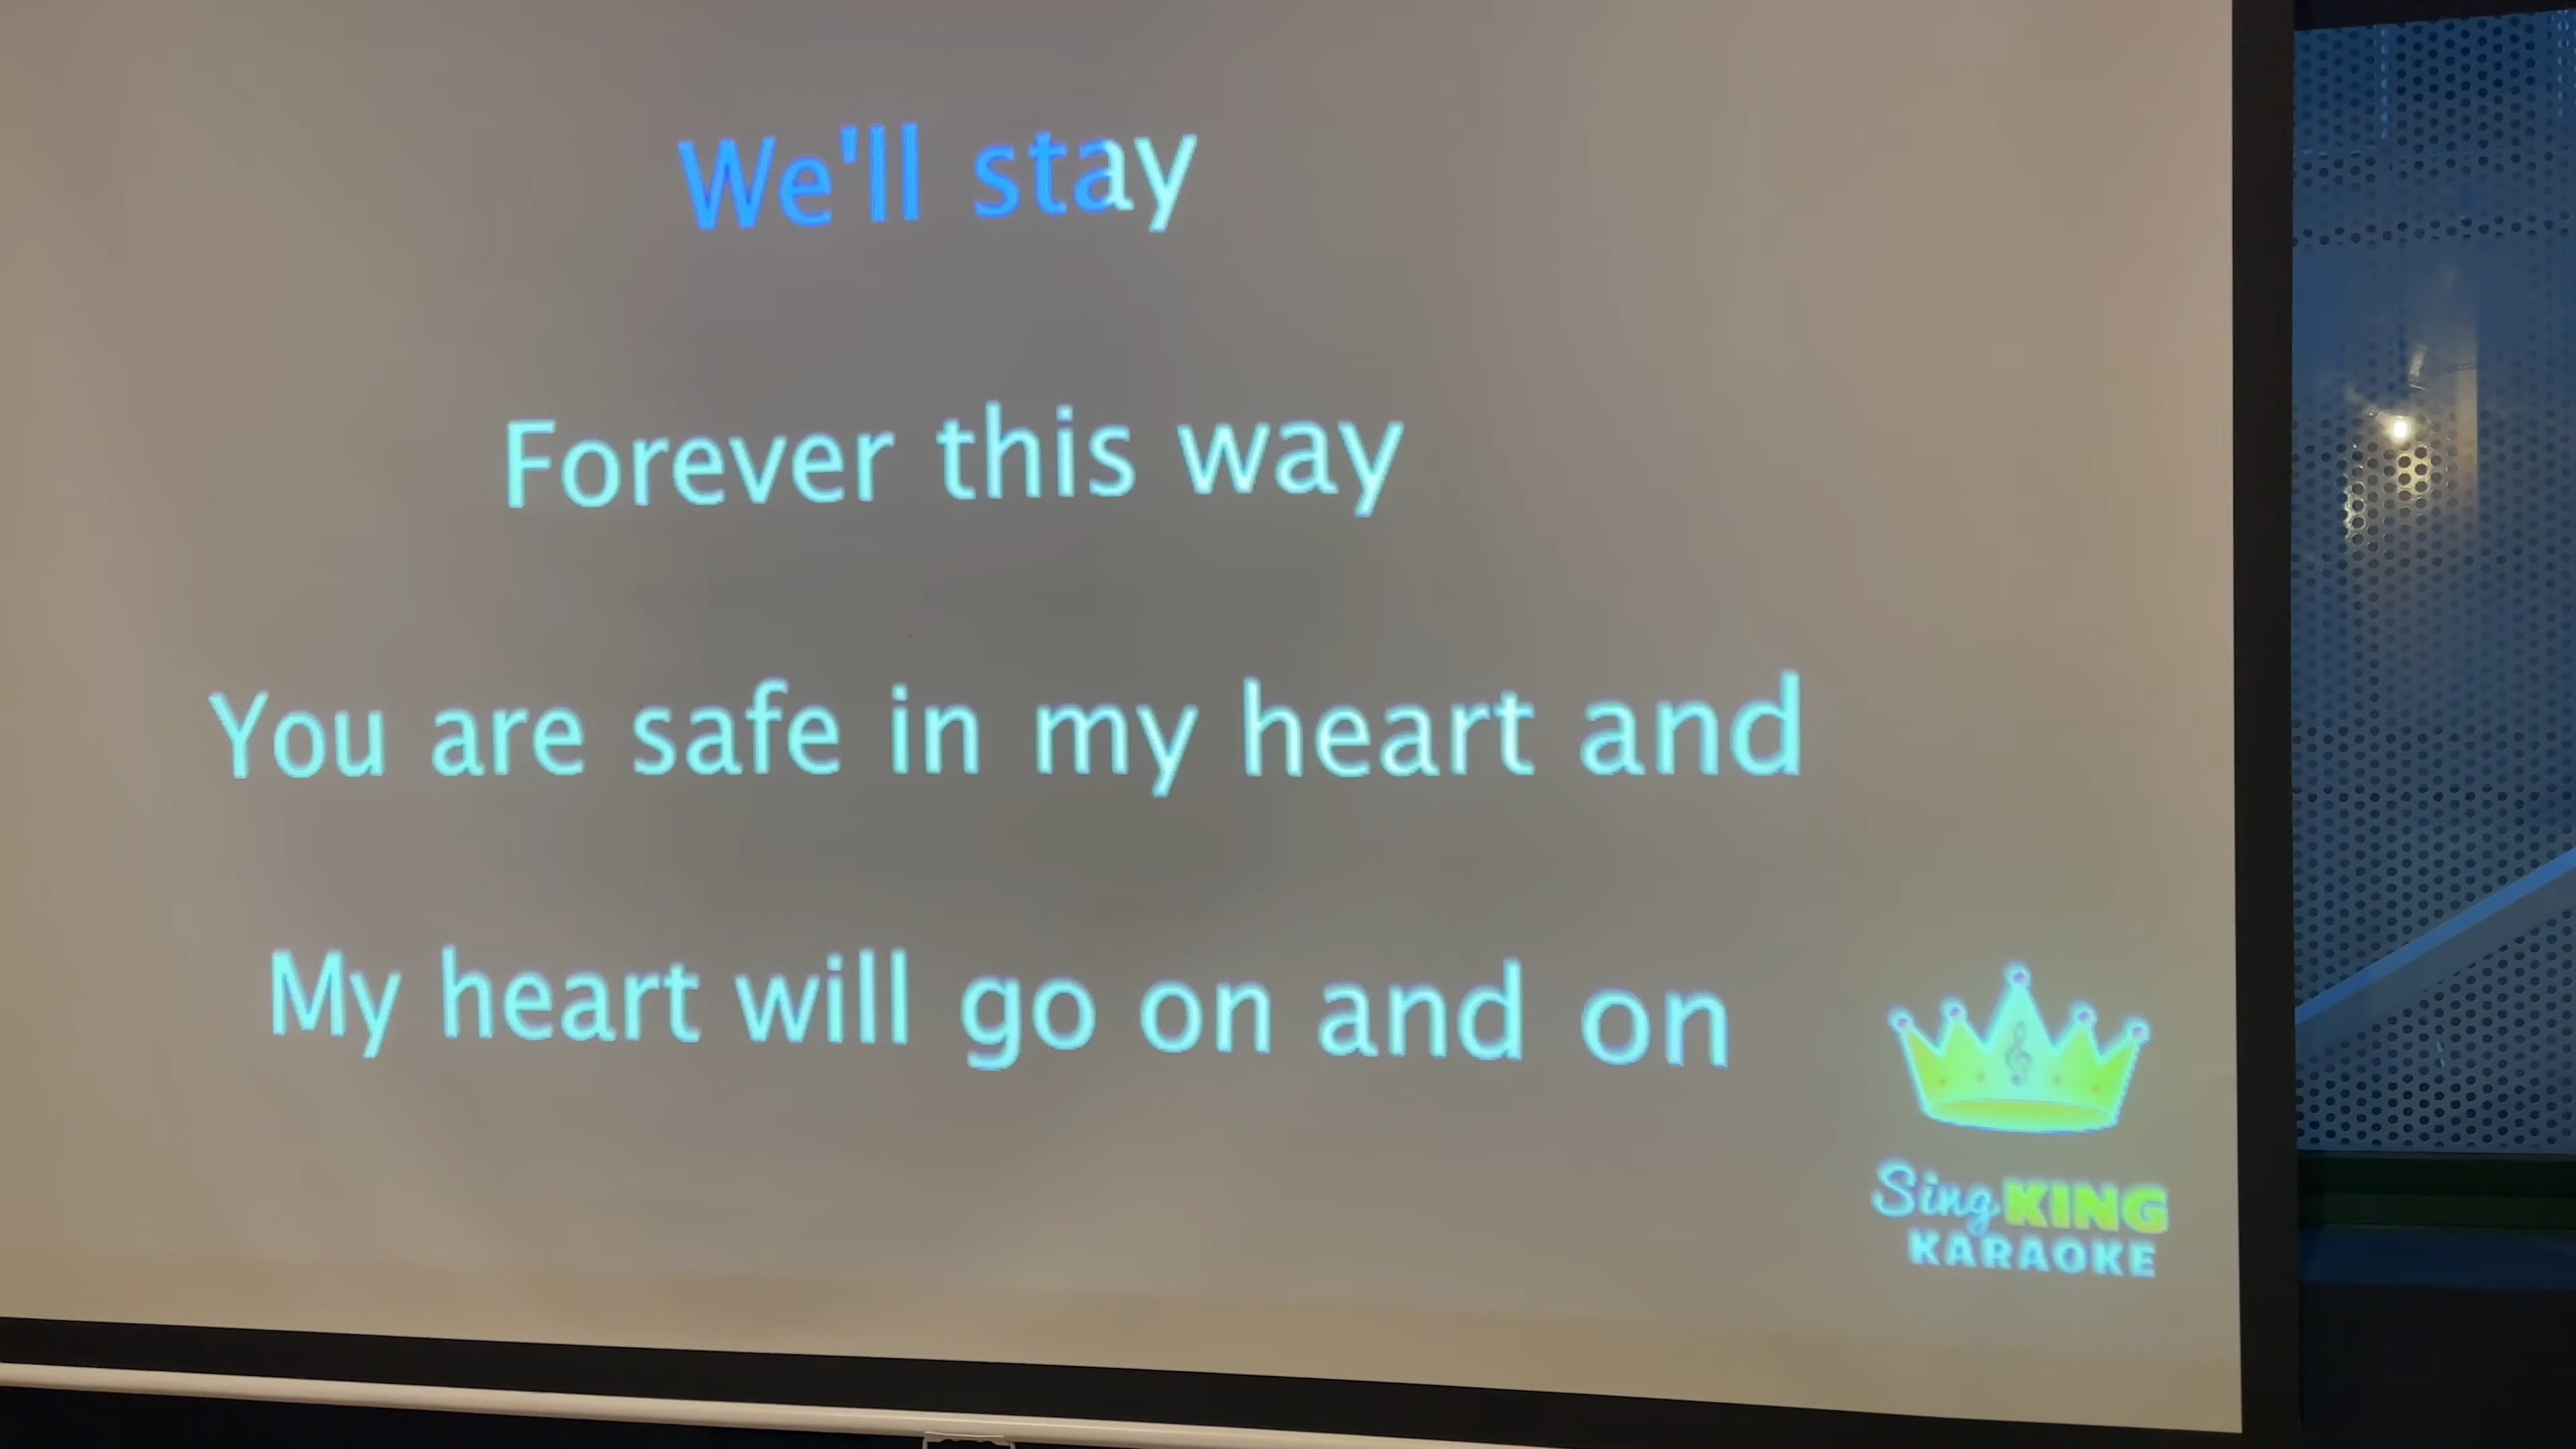 We'll stay
Forever this way
You are safe in my heart and
My heart will go on and on
Sing KING
KARAOKE